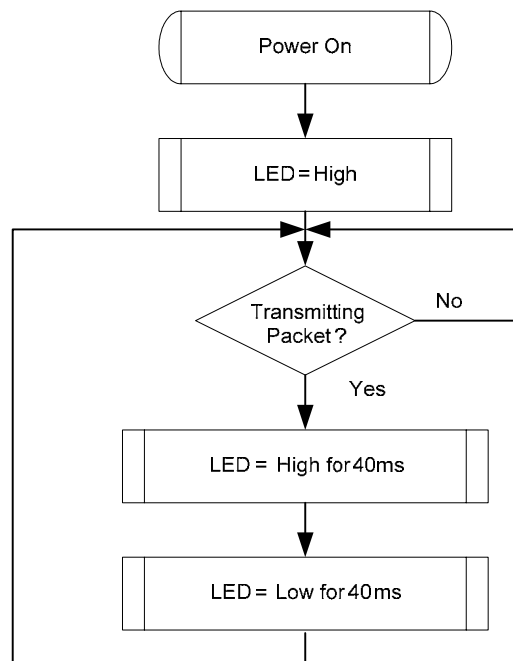 Power On
LED = High
Transmitting
Packet ?
No
Yes
LED = High for 40ms
LED = Low for 40ms